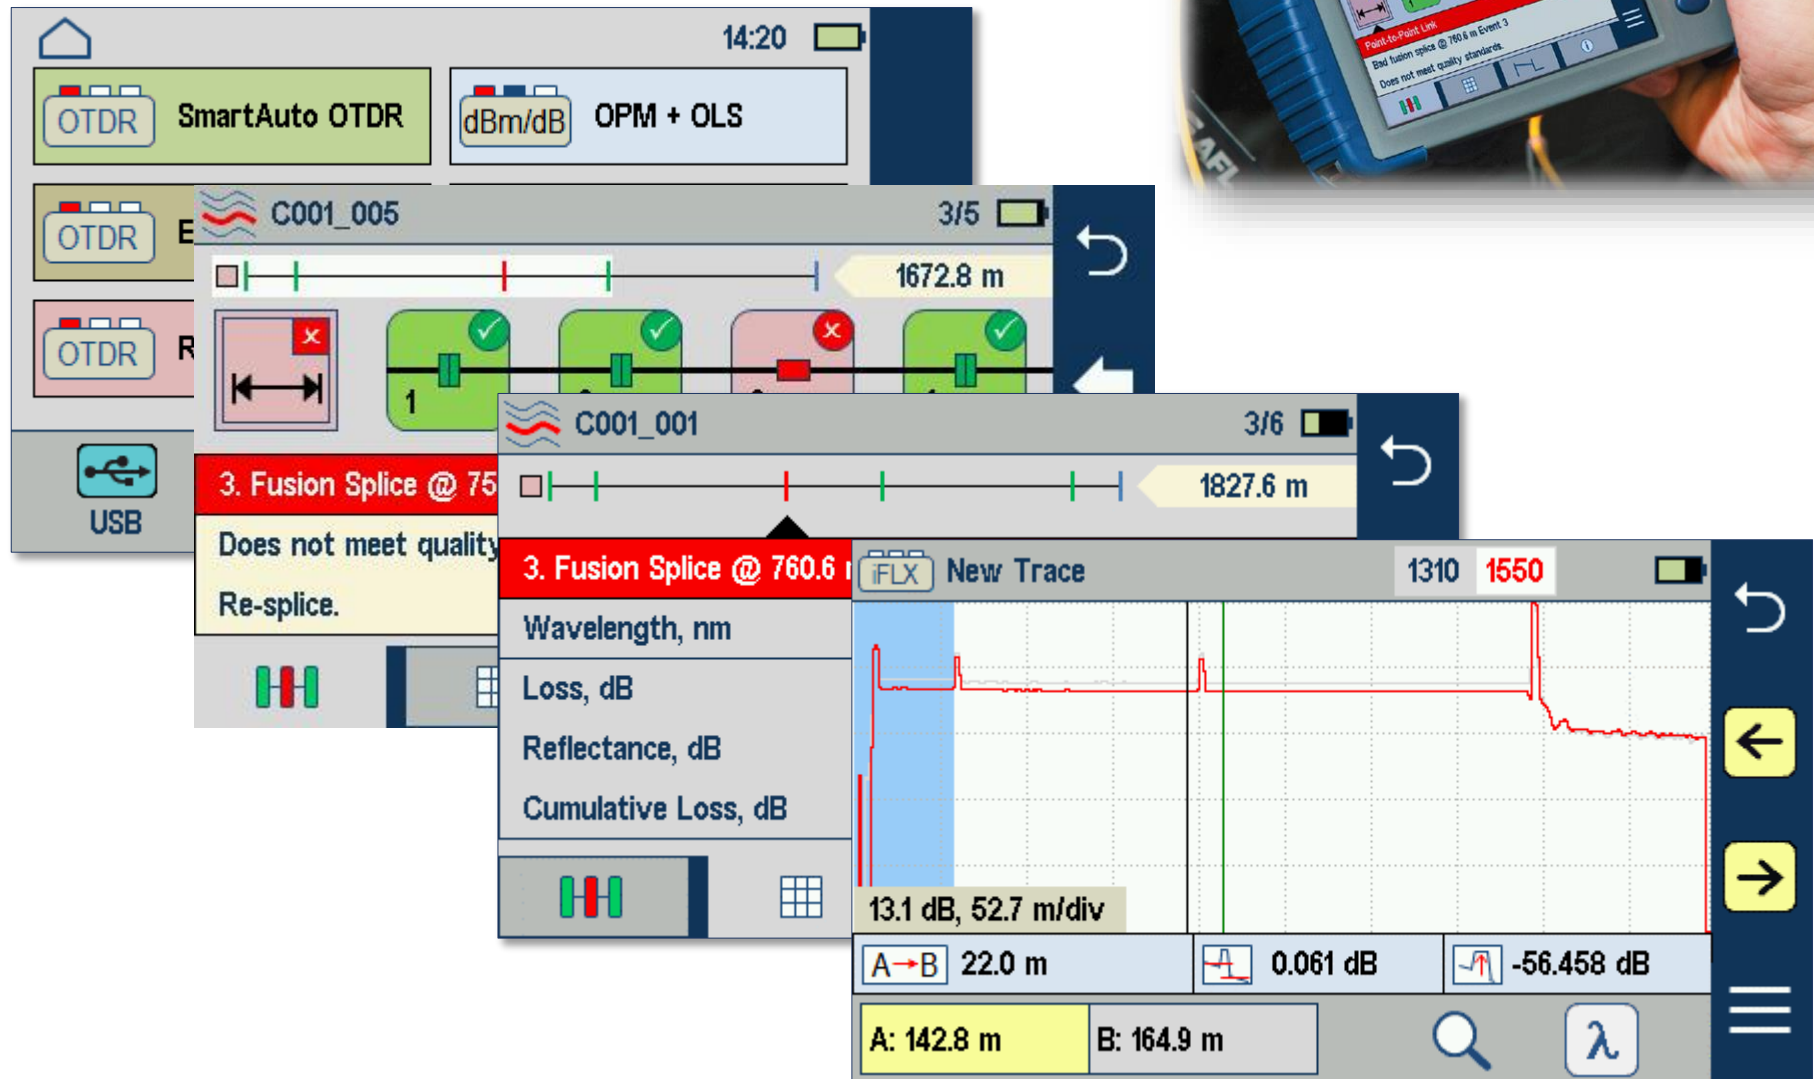 14:20
OTDR SmartAuto OTDR
dBm/dB OPM + OLS
OTDR E
OTDR R
USB
C001_005 3/5
1672.8 m
1
3. Fusion Splice @ 75
Does not meet quality
Re-splice.
C001_001 3/6
1827.6 m
3. Fusion Splice @ 760.6
Wavelength, nm
Loss, dB
Reflectance, dB
Cumulative Loss, dB
iFLX New Trace 1310 1550
13.1 dB, 52.7 m/div
A→B 22.0 m 0.061 dB -56.458 dB
A: 142.8 m B: 164.9 m
λ
Point-to-Point Link
Bad fusion splice @ 760.6 m Event 3
Does not meet quality standards.
AFL